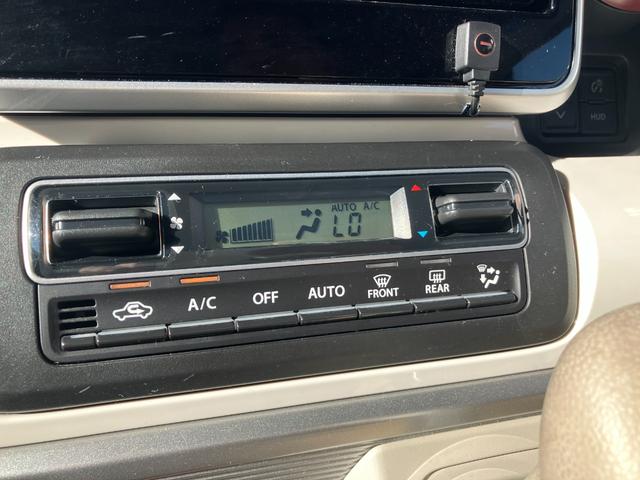 HUD
AUTO A/C
LO
A/C
OFF
AUTO
FRONT
REAR